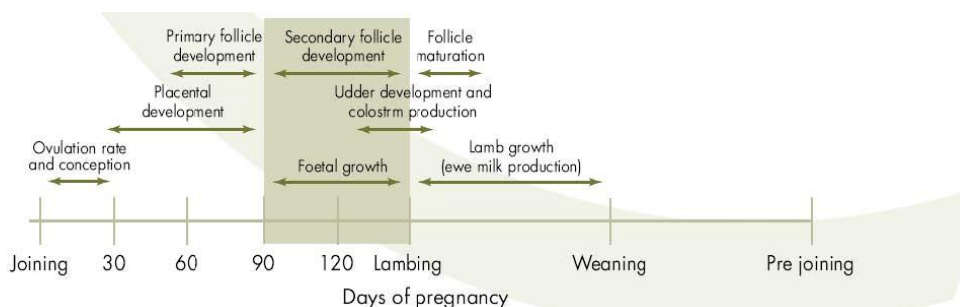 Primary follicle
development
Secondary follicle
development
Follicle
maturation
Placental
development
Udder development and
colostrm production
Ovulation rate
and conception
Foetal growth
Lamb growth
(ewe milk production)
Joining 30 60 90 120 Lambing Weaning Pre joining
Days of pregnancy